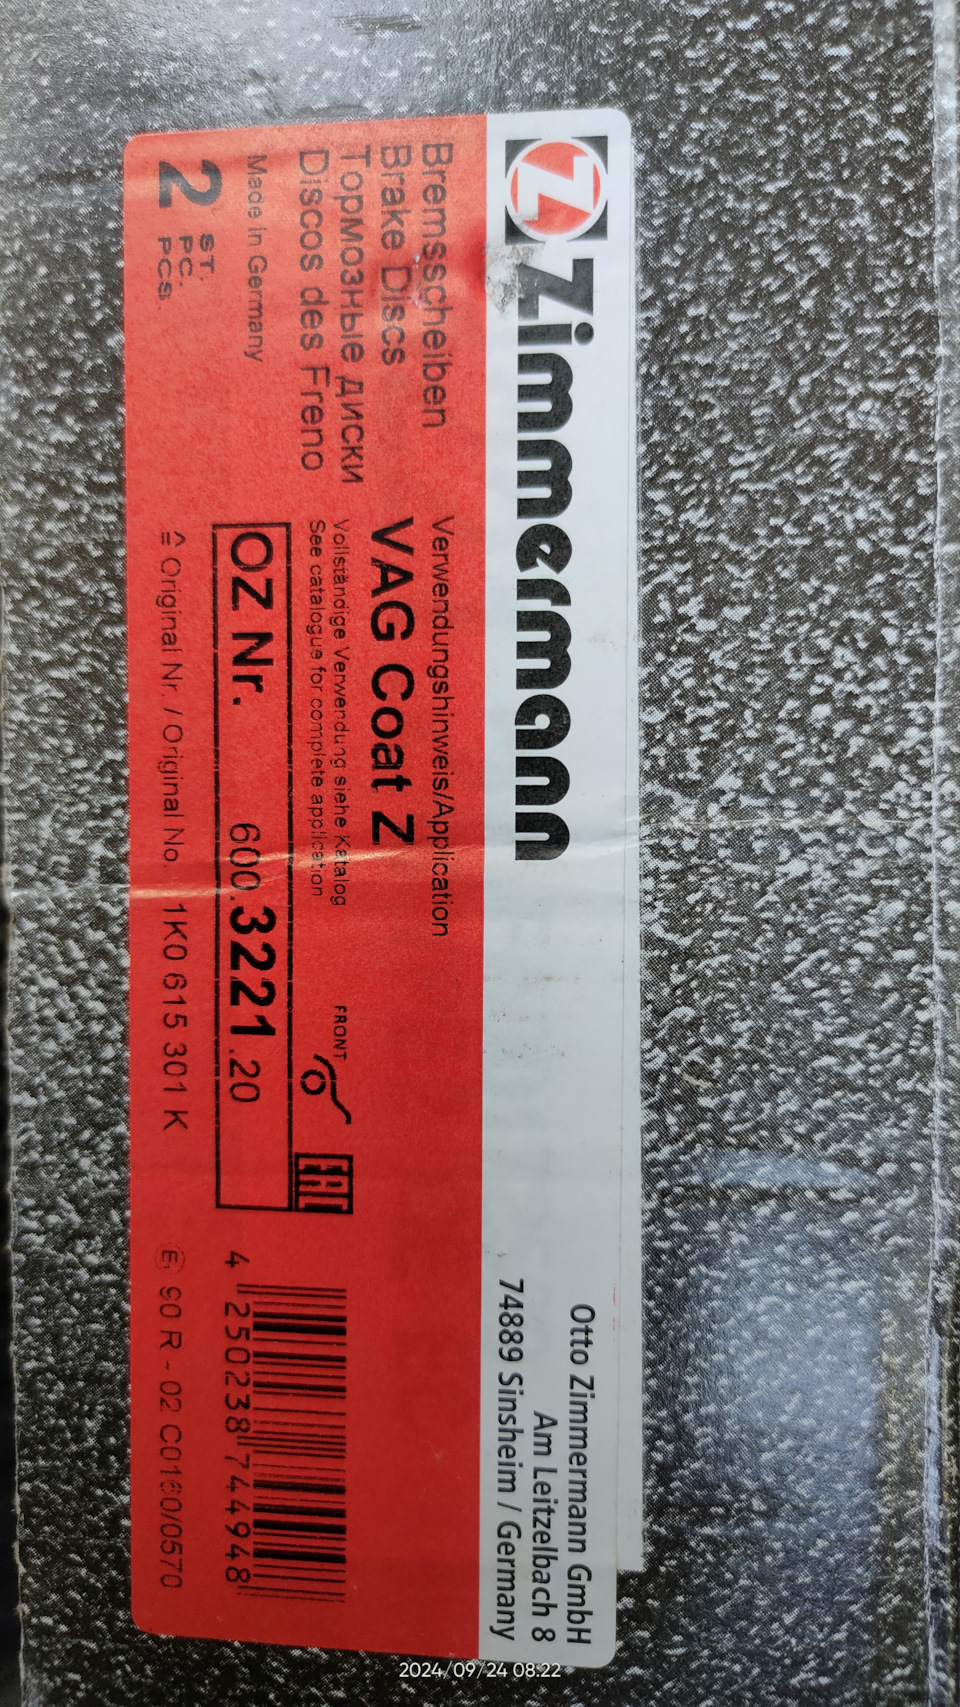 Z Zimmermann
Otto Zimmermann GmbH
Am Leitzelbach 8
74889 Sinsheim / Germany
Bremsscheiben
Brake Discs
Тормозные диски
Discos des Freno
Made in Germany
2 ST.
PC.
PCS.
Verwendungshinweis/Application
VAG Coat Z
Vollständige Verwendung siehe Katalog
See catalogue for complete application
FRONT
EAC
OZ Nr. 600.3221.20
≙ Original Nr. / Original No. 1K0 615 301 K
4 250238 744948
E1 90 R - 02 C0160/0570
2024/09/24 08:22